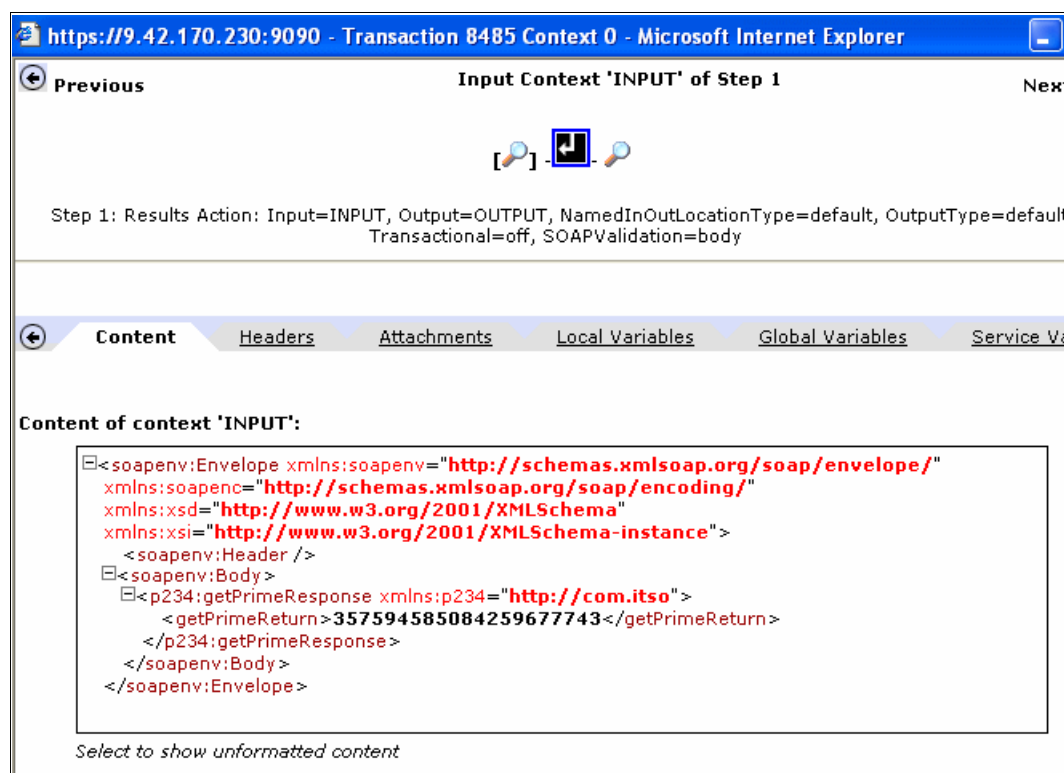 https://9.42.170.230:9090 - Transaction 8485 Context 0 - Microsoft Internet Explorer
Previous Input Context 'INPUT' of Step 1 Next
[ ] - -
Step 1: Results Action: Input=INPUT, Output=OUTPUT, NamedInOutLocationType=default, OutputType=default
Transactional=off, SOAPValidation=body
Content Headers Attachments Local Variables Global Variables Service Va
Content of context 'INPUT':
<soapenv:Envelope xmlns:soapenv="http://schemas.xmlsoap.org/soap/envelope/"
xmlns:soapenc="http://schemas.xmlsoap.org/soap/encoding/"
xmlns:xsd="http://www.w3.org/2001/XMLSchema"
xmlns:xsi="http://www.w3.org/2001/XMLSchema-instance">
<soapenv:Header />
<soapenv:Body>
<p234:getPrimeResponse xmlns:p234="http://com.itso">
<getPrimeReturn>357594585084259677743</getPrimeReturn>
</p234:getPrimeResponse>
</soapenv:Body>
</soapenv:Envelope>
Select to show unformatted content